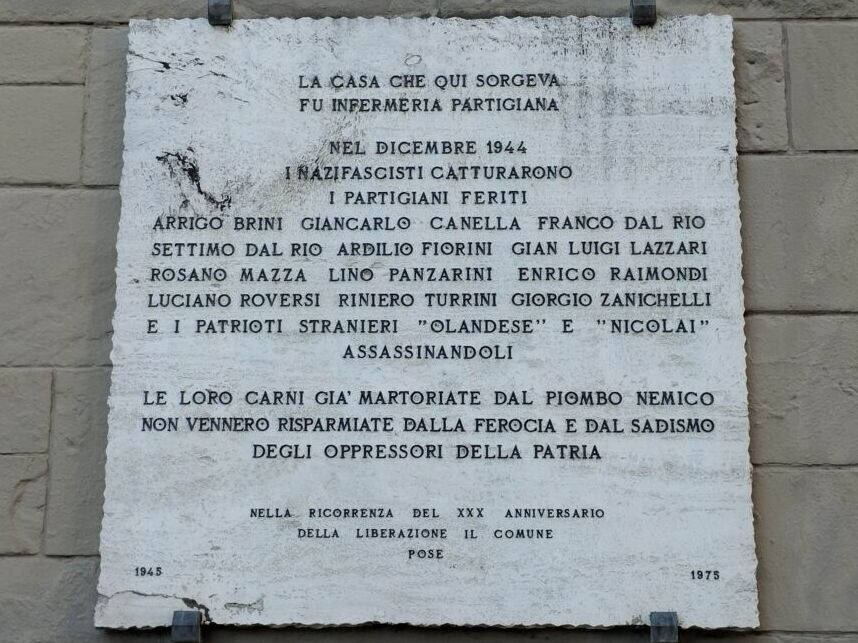 LA CASA CHE QUI SORGEVA
FU INFERMERIA PARTIGIANA
NEL DICEMBRE 1944
I NAZIFASCISTI CATTURARONO
I PARTIGIANI FERITI
ARRIGO BRINI GIANCARLO CANELLA FRANCO DAL RIO
SETTIMO DAL RIO ARDILIO FIORINI GIAN LUIGI LAZZARI
ROSANO MAZZA LINO PANZARINI ENRICO RAIMONDI
LUCIANO ROVERSI RINIERO TURRINI GIORGIO ZANICHELLI
E I PATRIOTI STRANIERI "OLANDESE" E "NICOLAI"
ASSASSINANDOLI
LE LORO CARNI GIA' MARTORIATE DAL PIOMBO NEMICO
NON VENNERO RISPARMIATE DALLA FEROCIA E DAL SADISMO
DEGLI OPPRESSORI DELLA PATRIA
NELLA RICORRENZA DEL XXX ANNIVERSARIO
DELLA LIBERAZIONE IL COMUNE
POSE
1945 1975